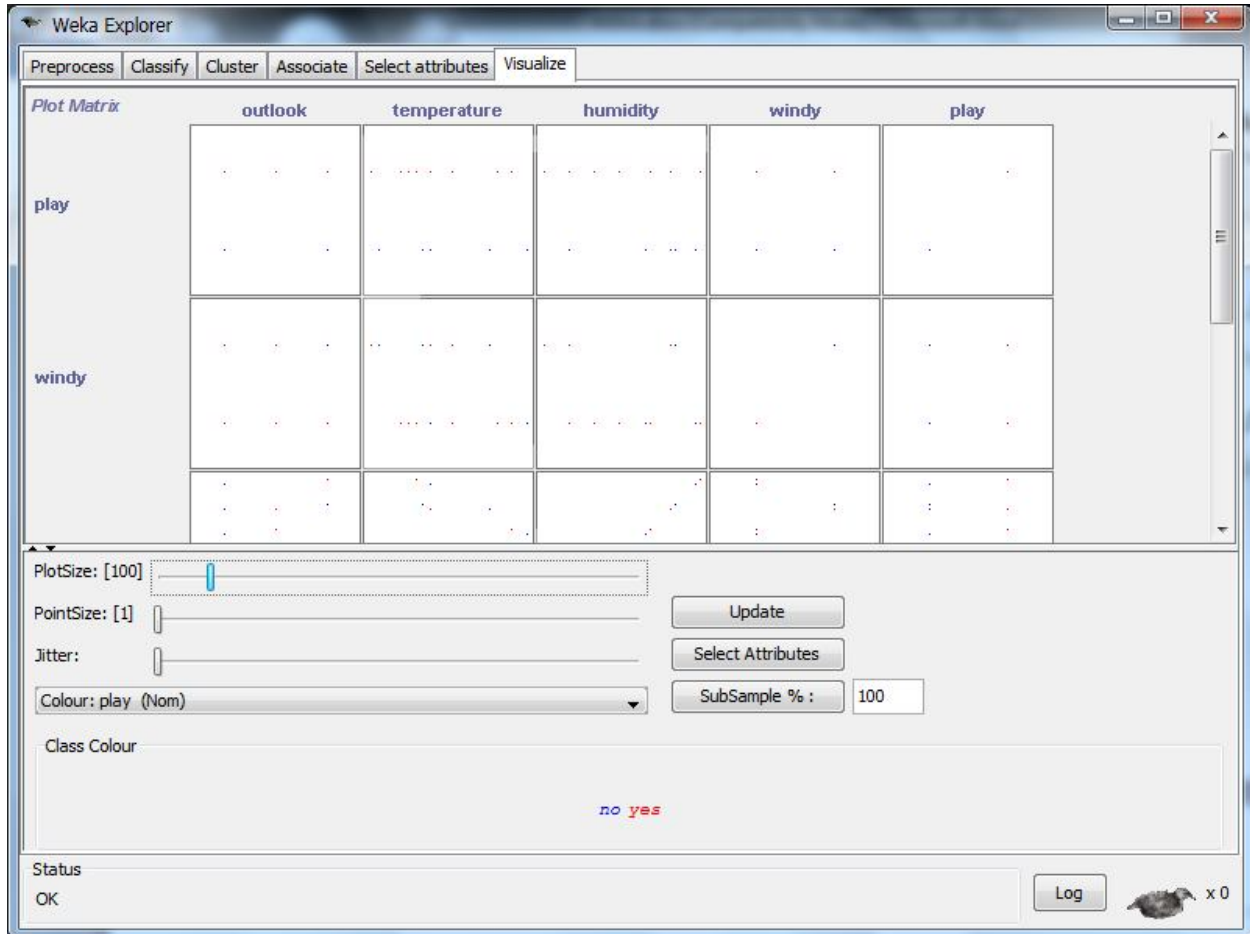 Weka Explorer
Preprocess Classify Cluster Associate Select attributes Visualize
Plot Matrix outlook temperature humidity windy play
play
windy
PlotSize: [100]
PointSize: [1] Update
Jitter: Select Attributes
Colour: play (Nom) SubSample % : 100
Class Colour
no yes
Status
OK Log x 0